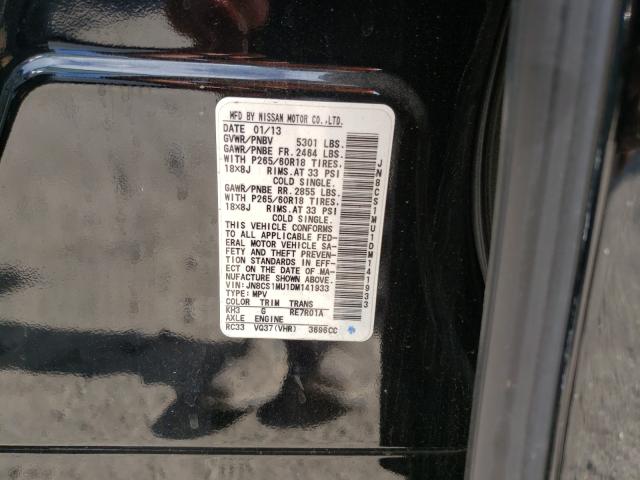 MFD BY NISSAN MOTOR CO.,LTD.
DATE 01/13
GVWR/PNBV 5301 LBS.
GAWR/PNBE FR. 2464 LBS.
WITH P265/60R18 TIRES.
18X8J RIMS.AT 33 PSI
COLD SINGLE.
GAWR/PNBE RR. 2855 LBS.
WITH P265/60R18 TIRES.
18X8J RIMS.AT 33 PSI
COLD SINGLE.
THIS VEHICLE CONFORMS
TO ALL APPLICABLE FED-
ERAL MOTOR VEHICLE SA-
FETY AND THEFT PREVEN-
TION STANDARDS IN EFF-
ECT ON THE DATE OF MA-
NUFACTURE SHOWN ABOVE.
VIN: JN8CS1MU1DM141933
TYPE: MPV
COLOR TRIM TRANS
KH3 G RE7R01A
AXLE ENGINE
RC33 VQ37(VHR) 3696CC
JN8CS1MU1DM141933